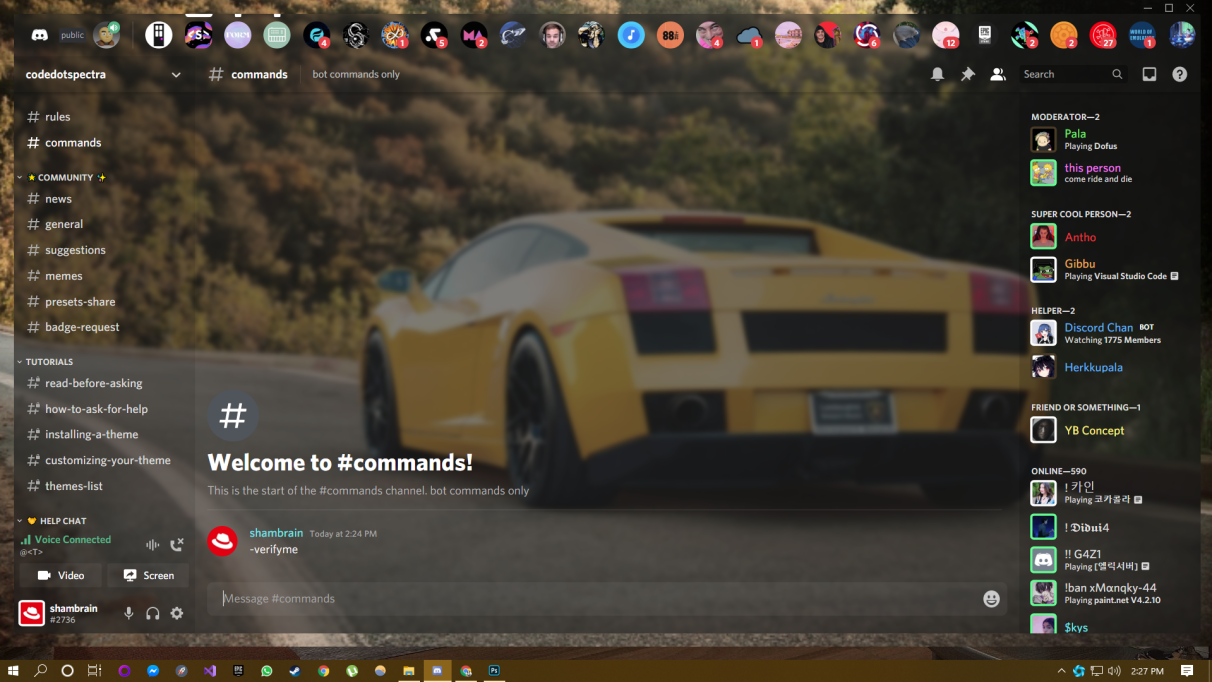 public
4
1
5
2
88
4
1
6
12
2
2
27
WORLD OF
1
codedotspectra
commands
bot commands only
Search
rules
commands
COMMUNITY
news
general
suggestions
memes
presets-share
badge-request
TUTORIALS
read-before-asking
how-to-ask-for-help
installing-a-theme
customizing-your-theme
themes-list
HELP CHAT
Voice Connected
@<T>
Video
Screen
shambrain
#2736
Welcome to #commands!
This is the start of the #commands channel. bot commands only
shambrain Today at 2:24 PM
-verifyme
Message #commands
MODERATOR—2
Pala
Playing Dofus
this person
come ride and die
SUPER COOL PERSON—2
Antho
Gibbu
Playing Visual Studio Code
HELPER—2
Discord Chan BOT
Watching 1775 Members
Herkkupala
FRIEND OR SOMETHING—1
YB Concept
ONLINE—590
! 카인
Playing 코카콜라
! 𝕯𝖎𝖉𝖚𝖎4
!! G4Z1
Playing [엘릭서버]
!ban xMαnqky-44
Playing paint.net V4.2.10
$kys
2:27 PM